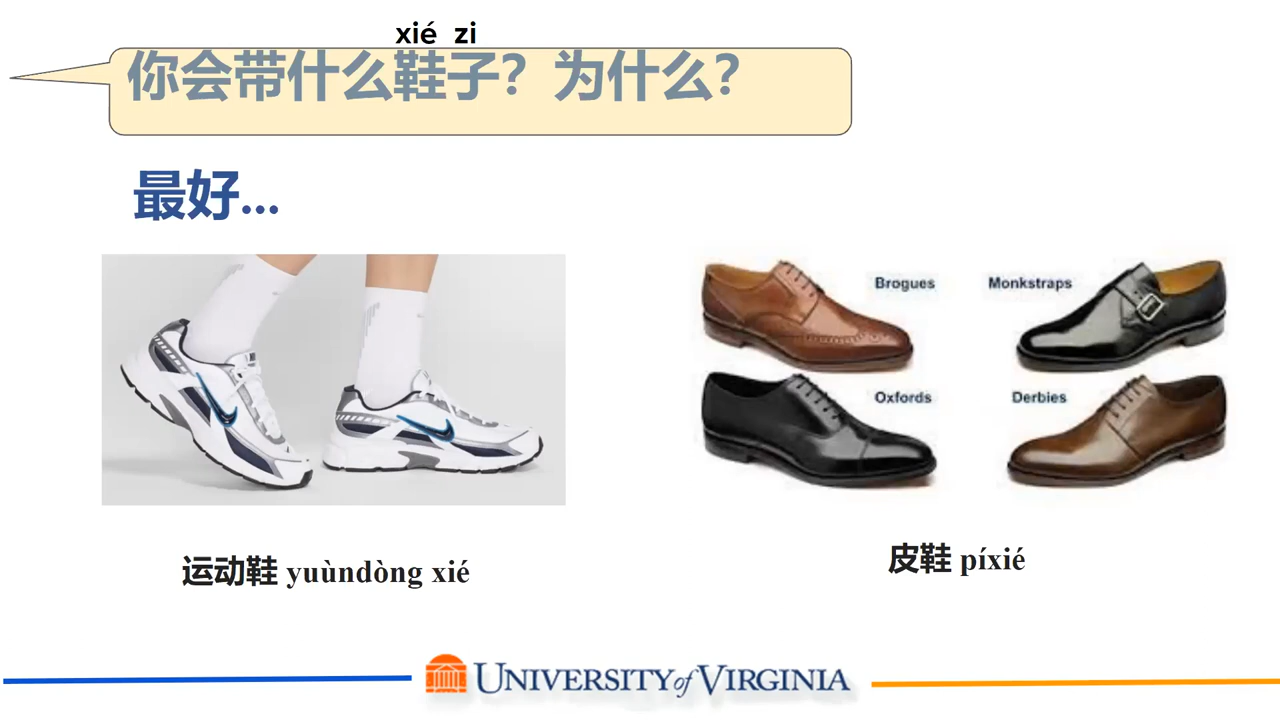 xié zi
你会带什么鞋子？为什么？
最好...
Brogues
Monkstraps
Oxfords
Derbies
运动鞋 yuùndòng xié
皮鞋 píxié
UNIVERSITY of VIRGINIA